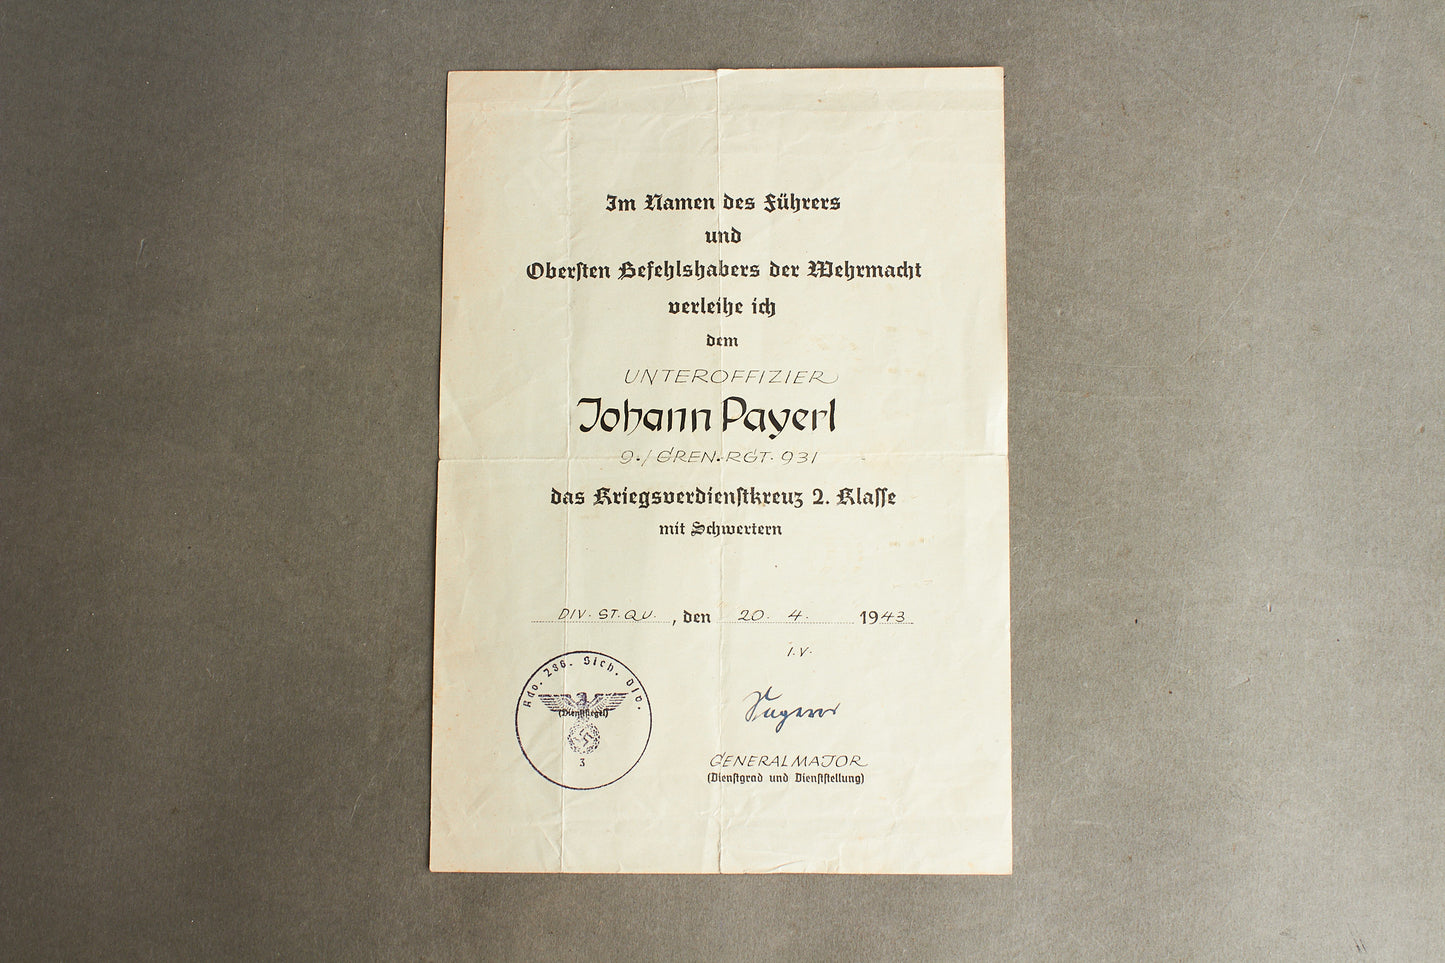 Im Namen des Führers
und
Obersten Befehlshabers der Wehrmacht
verleihe ich
dem
UNTEROFFIZIER
Johann Payerl
9./GREN.RGT. 931
das Kriegsverdienstkreuz 2. Klasse
mit Schwertern
DIV. ST. QU. , den 20. 4. 1943
I.V.
Kdo. 286. Sich. Div.
(Dienstsiegel)
3
GENERALMAJOR
(Dienstgrad und Dienststellung)